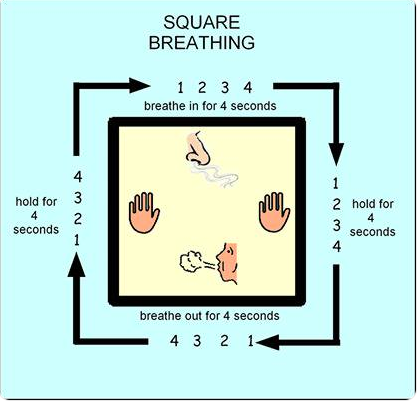 SQUARE
BREATHING
1 2 3 4
breathe in for 4 seconds
1
2
3
4
hold for
4
seconds
breathe out for 4 seconds
4 3 2 1
4
3
2
1
hold for
4
seconds